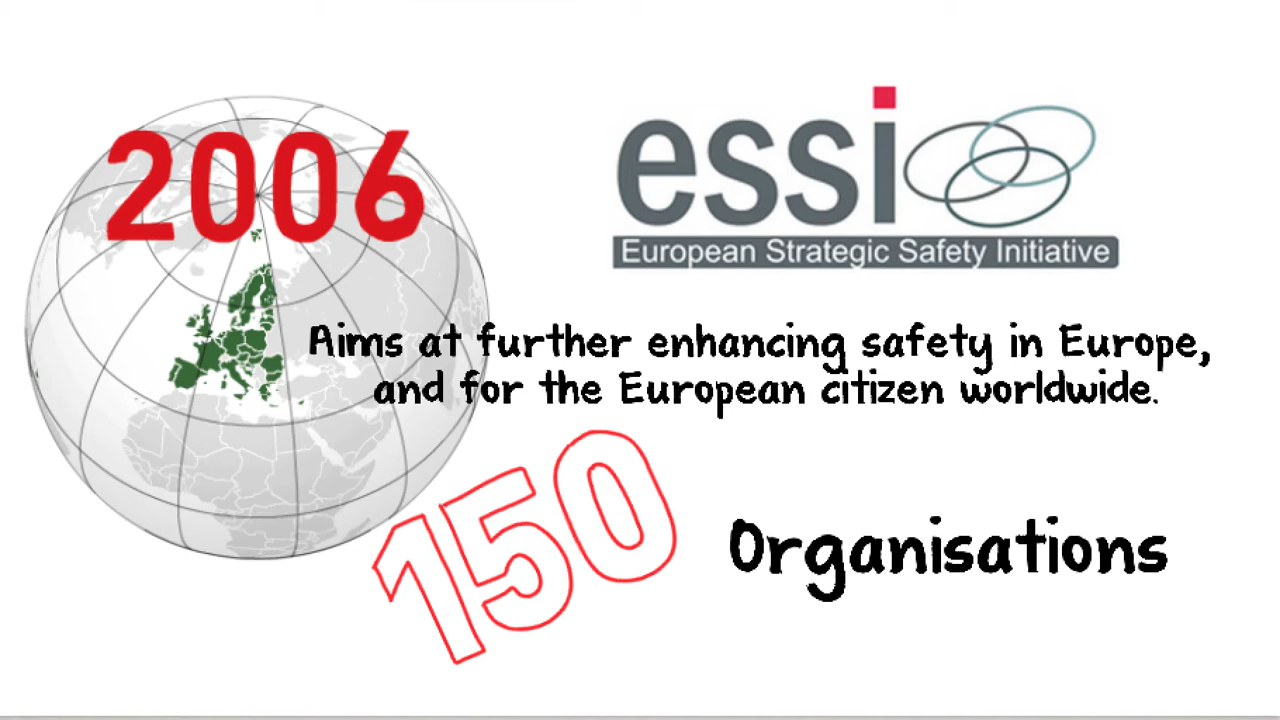 2006
essi
European Strategic Safety Initiative
Aims at further enhancing safety in Europe,
and for the European citizen worldwide.
150
Organisations